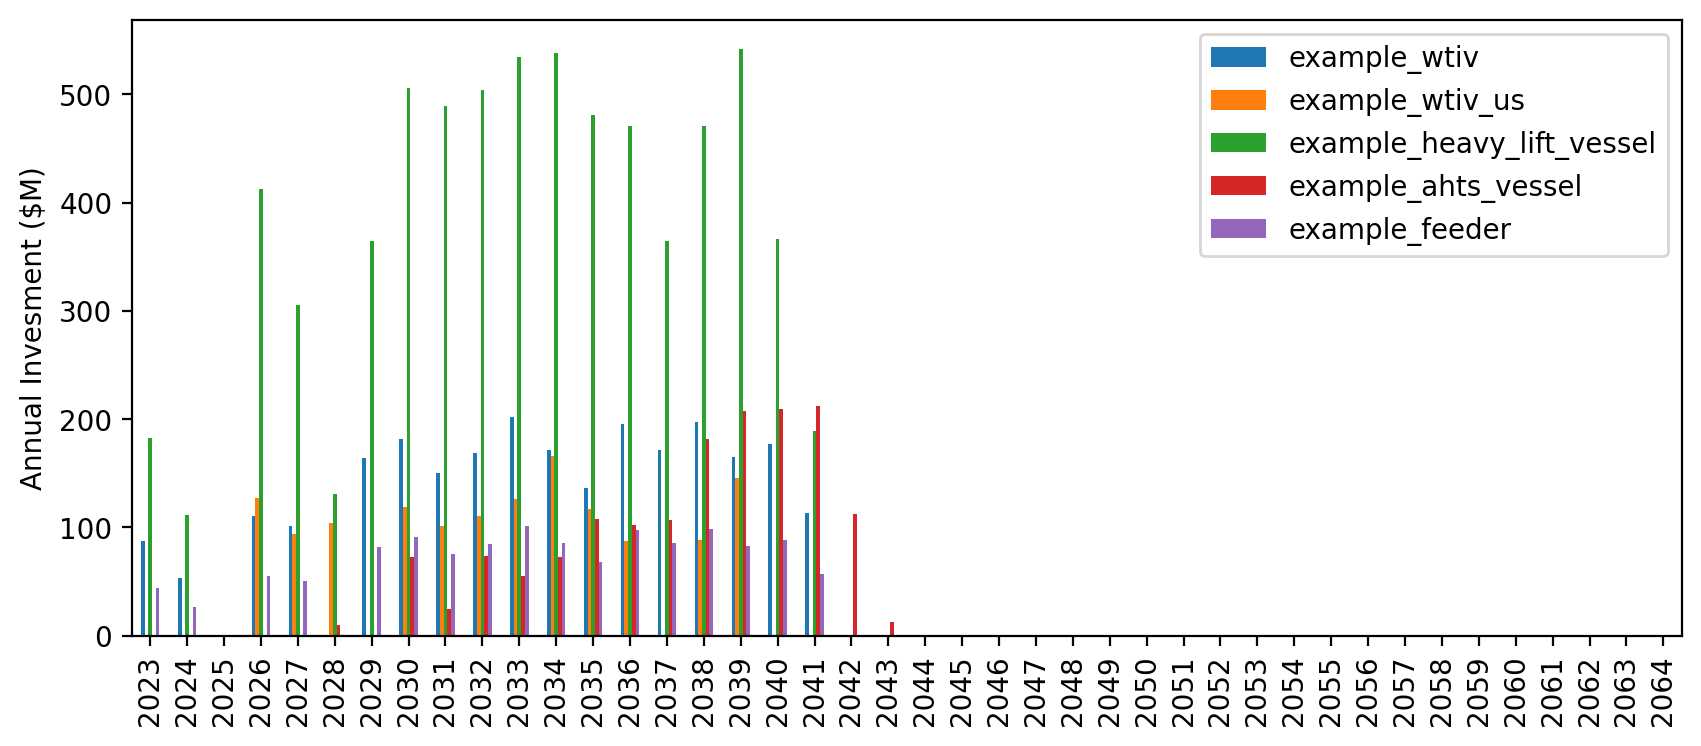 Annual Invesment ($M)
500
400
300
200
100
0
example_wtiv
example_wtiv_us
example_heavy_lift_vessel
example_ahts_vessel
example_feeder
2023 2024 2025 2026 2027 2028 2029 2030 2031 2032 2033 2034 2035 2036 2037 2038 2039 2040 2041 2042 2043 2044 2045 2046 2047 2048 2049 2050 2051 2052 2053 2054 2055 2056 2057 2058 2059 2060 2061 2062 2063 2064